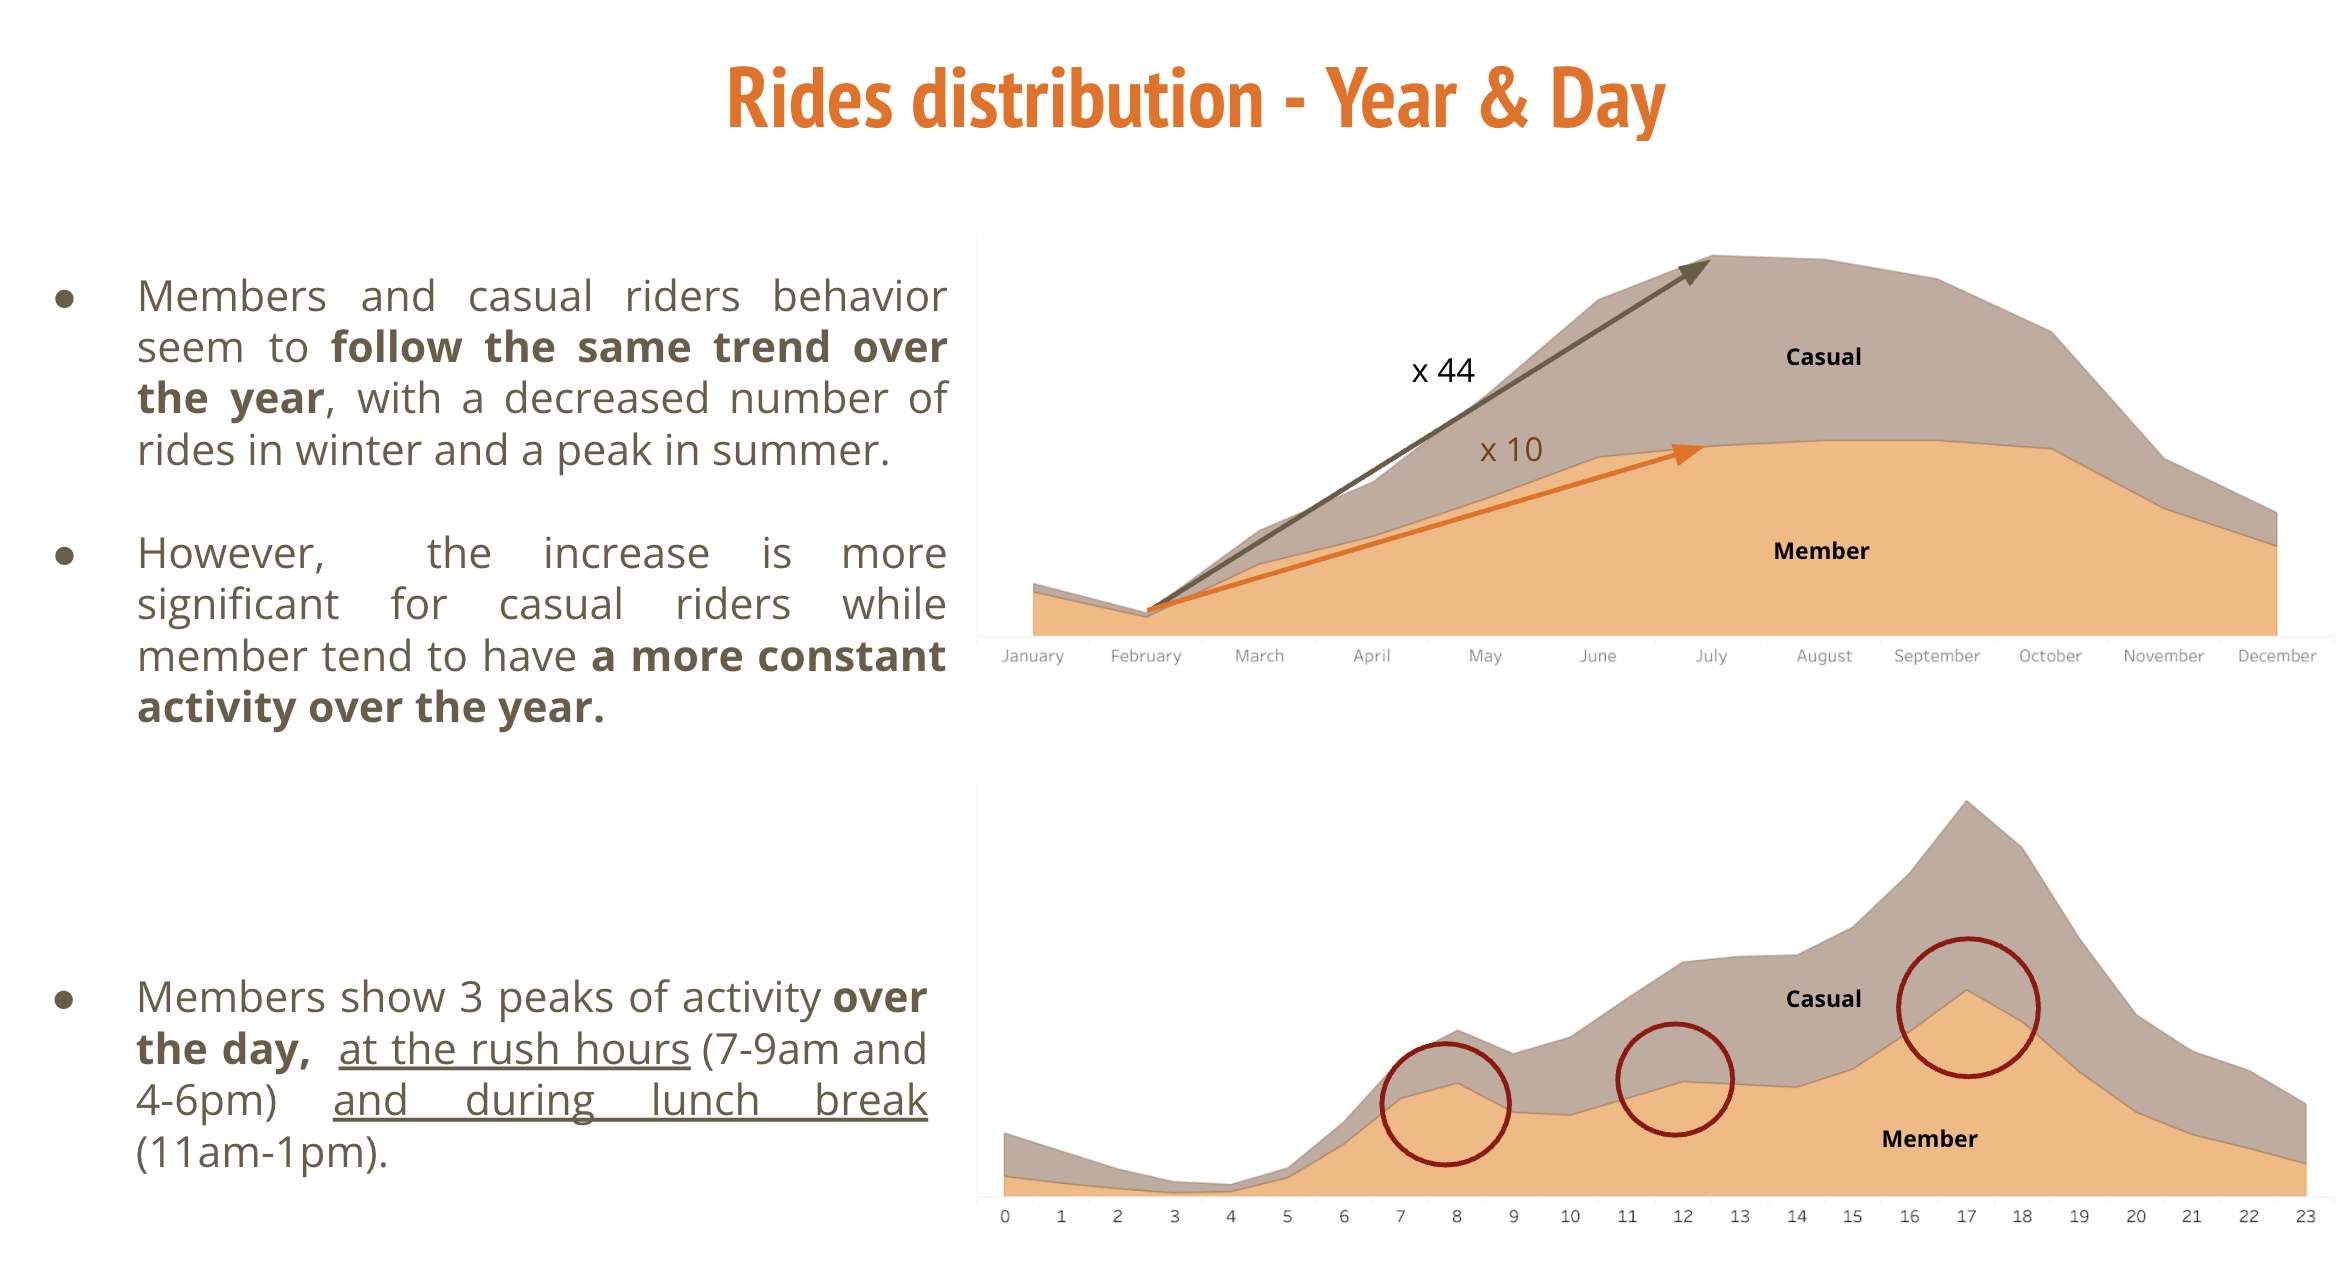 Rides distribution - Year & Day
● Members and casual riders behavior
seem to follow the same trend over
the year, with a decreased number of
rides in winter and a peak in summer.
● However, the increase is more
significant for casual riders while
member tend to have a more constant
activity over the year.
x 44
x 10
Casual
Member
January February March April May June July August September October November December
● Members show 3 peaks of activity over
the day, at the rush hours (7-9am and
4-6pm) and during lunch break
(11am-1pm).
Casual
Member
0 1 2 3 4 5 6 7 8 9 10 11 12 13 14 15 16 17 18 19 20 21 22 23